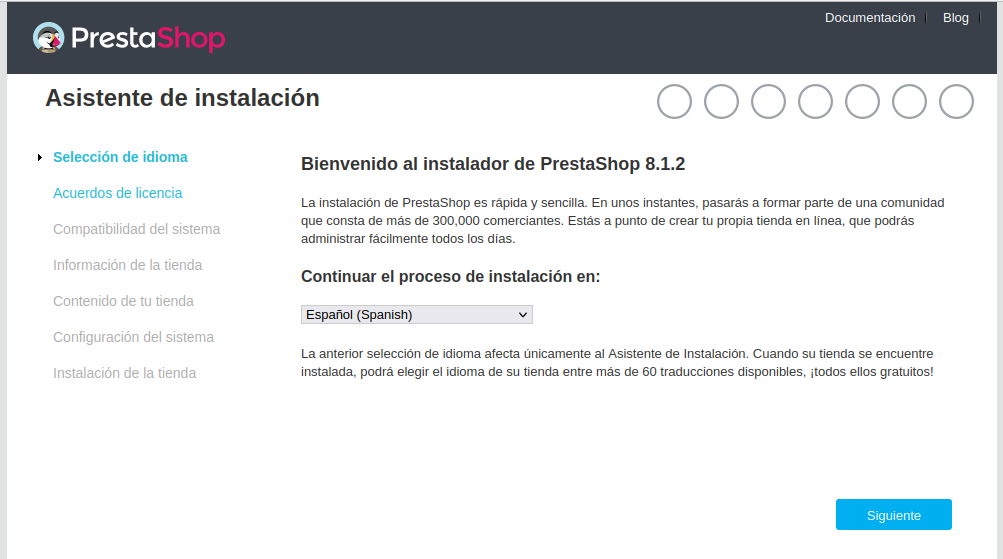 Documentación
Blog
PrestaShop
Asistente de instalación
Selección de idioma
Acuerdos de licencia
Compatibilidad del sistema
Información de la tienda
Contenido de tu tienda
Configuración del sistema
Instalación de la tienda
Bienvenido al instalador de PrestaShop 8.1.2
La instalación de PrestaShop es rápida y sencilla. En unos instantes, pasarás a formar parte de una comunidad
que consta de más de 300,000 comerciantes. Estás a punto de crear tu propia tienda en línea, que podrás
administrar fácilmente todos los días.
Continuar el proceso de instalación en:
Español (Spanish)
La anterior selección de idioma afecta únicamente al Asistente de Instalación. Cuando su tienda se encuentre
instalada, podrá elegir el idioma de su tienda entre más de 60 traducciones disponibles, ¡todos ellos gratuitos!
Siguiente